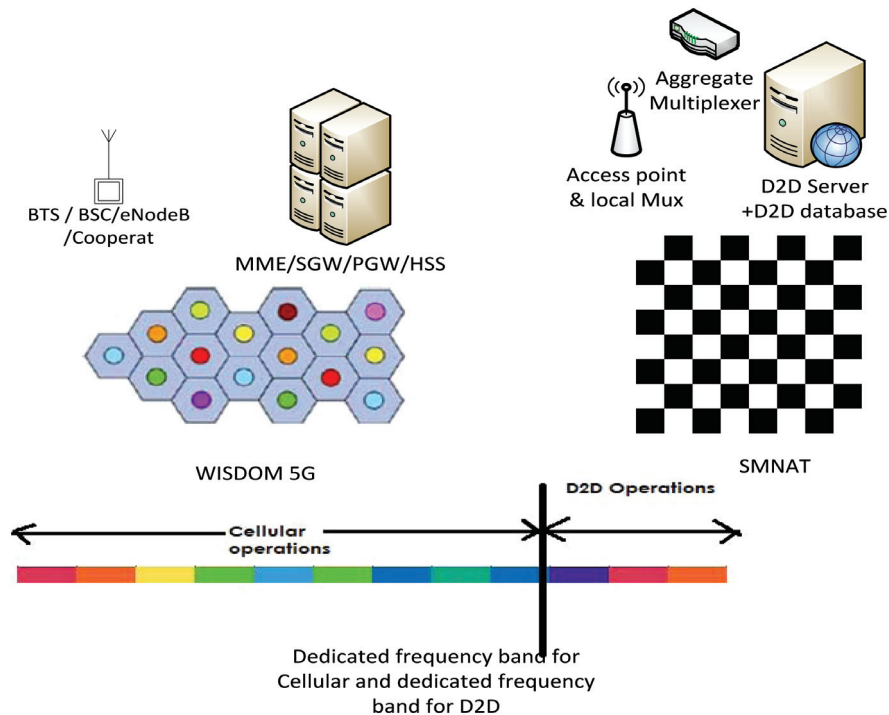 Aggregate
Multiplexer
BTS / BSC/eNodeB
/Cooperat
MME/SGW/PGW/HSS
Access point
& local Mux
D2D Server
+D2D database
WISDOM 5G
SMNAT
Cellular
operations
D2D Operations
Dedicated frequency band for
Cellular and dedicated frequency
band for D2D